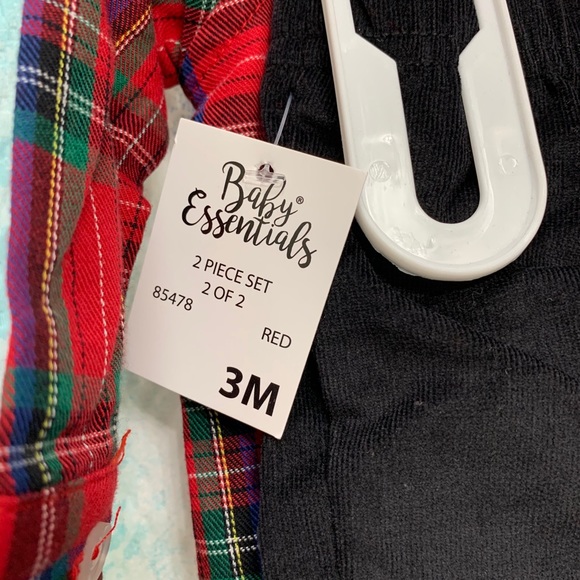 Baby®
Essentials
2 PIECE SET
2 OF 2
85478
RED
3M